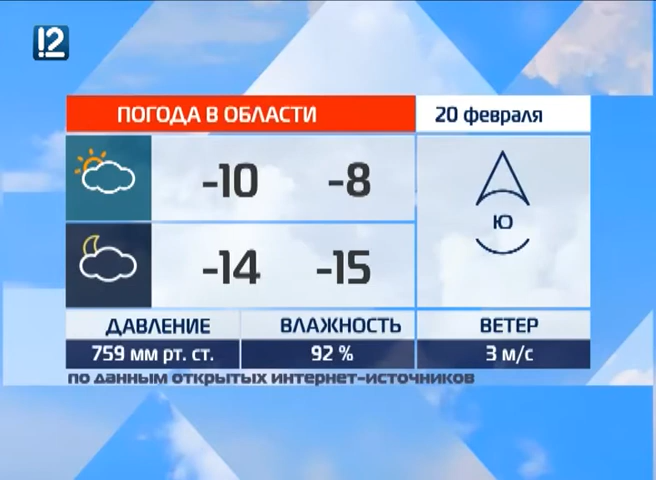 12
ПОГОДА В ОБЛАСТИ
20 февраля
-10 -8
Ю
-14 -15
ДАВЛЕНИЕ ВЛАЖНОСТЬ ВЕТЕР
759 мм рт. ст. 92 % 3 м/с
по данным открытых интернет-источников